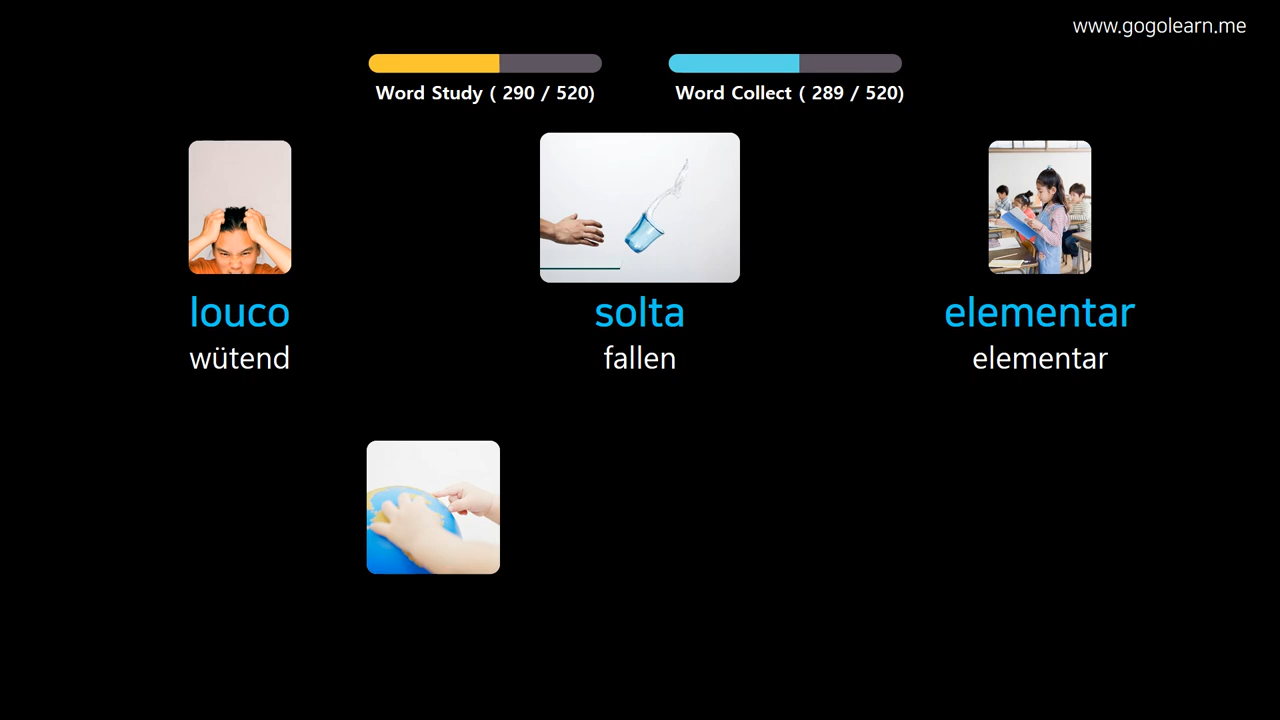 www.gogolearn.me
Word Study ( 290 / 520)
Word Collect ( 289 / 520)
louco
wütend
solta
fallen
elementar
elementar